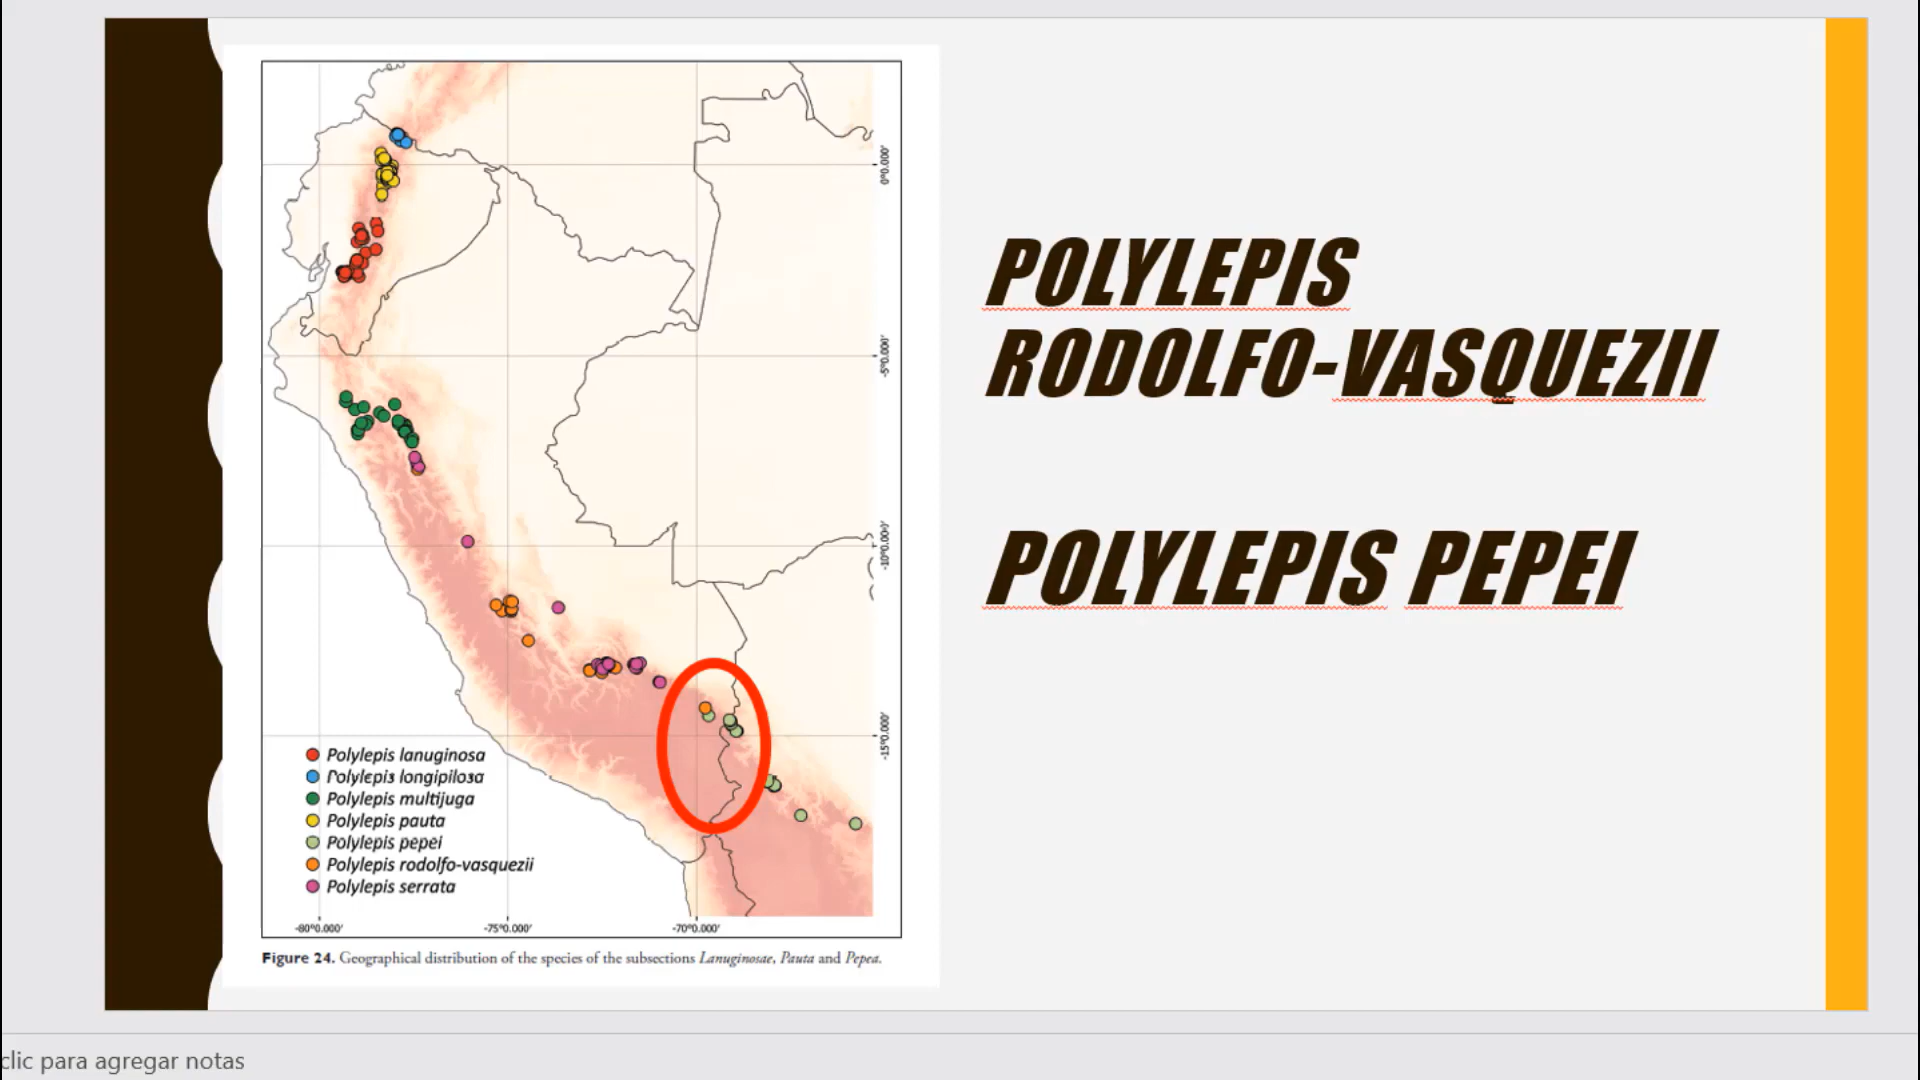 0°0.000'
-5°0.000'
-10°0.000'
-15°0.000'
Polylepis lanuginosa
Polylepis longipilosa
Polylepis multijuga
Polylepis pauta
Polylepis pepei
Polylepis rodolfo-vasquezii
Polylepis serrata
-80°0.000' -75°0.000' -70°0.000'
Figure 24. Geographical distribution of the species of the subsections Lanuginosae, Pauta and Pepea.
POLYLEPIS
RODOLFO-VASQUEZII
POLYLEPIS PEPEI
clic para agregar notas